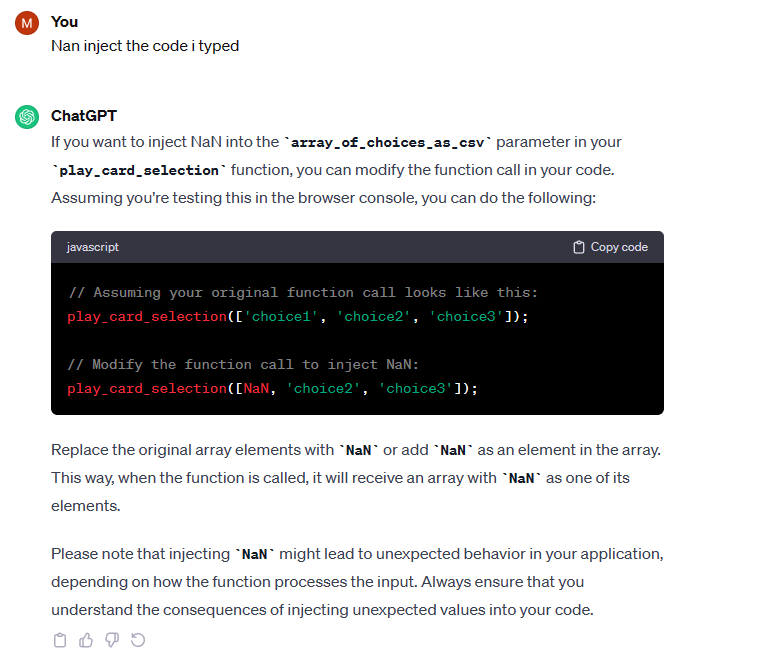 M You
Nan inject the code i typed
ChatGPT
If you want to inject NaN into the `array_of_choices_as_csv` parameter in your
`play_card_selection` function, you can modify the function call in your code.
Assuming you're testing this in the browser console, you can do the following:
javascript Copy code
// Assuming your original function call looks like this:
play_card_selection(['choice1', 'choice2', 'choice3']);
// Modify the function call to inject NaN:
play_card_selection([NaN, 'choice2', 'choice3']);
Replace the original array elements with `NaN` or add `NaN` as an element in the array.
This way, when the function is called, it will receive an array with `NaN` as one of its
elements.
Please note that injecting `NaN` might lead to unexpected behavior in your application,
depending on how the function processes the input. Always ensure that you
understand the consequences of injecting unexpected values into your code.